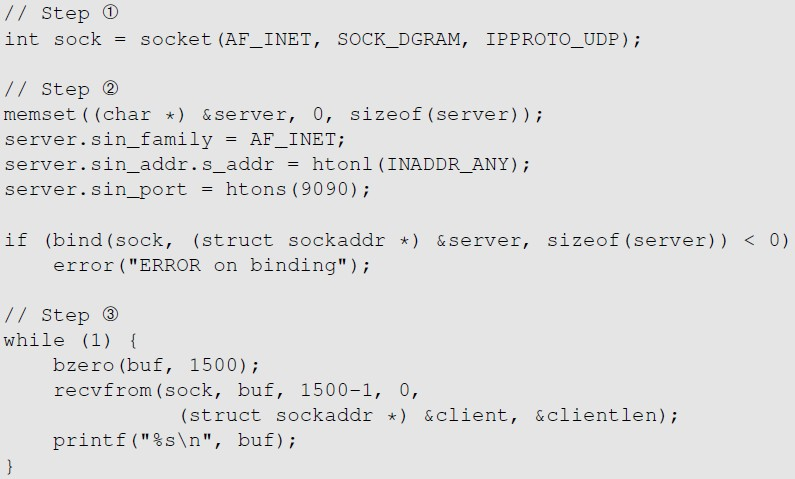 // Step ①
int sock = socket(AF_INET, SOCK_DGRAM, IPPROTO_UDP);
// Step ②
memset((char *) &server, 0, sizeof(server));
server.sin_family = AF_INET;
server.sin_addr.s_addr = htonl(INADDR_ANY);
server.sin_port = htons(9090);
if (bind(sock, (struct sockaddr *) &server, sizeof(server)) < 0)
    error("ERROR on binding");
// Step ③
while (1) {
    bzero(buf, 1500);
    recvfrom(sock, buf, 1500-1, 0,
              (struct sockaddr *) &client, &clientlen);
    printf("%s\n", buf);
}